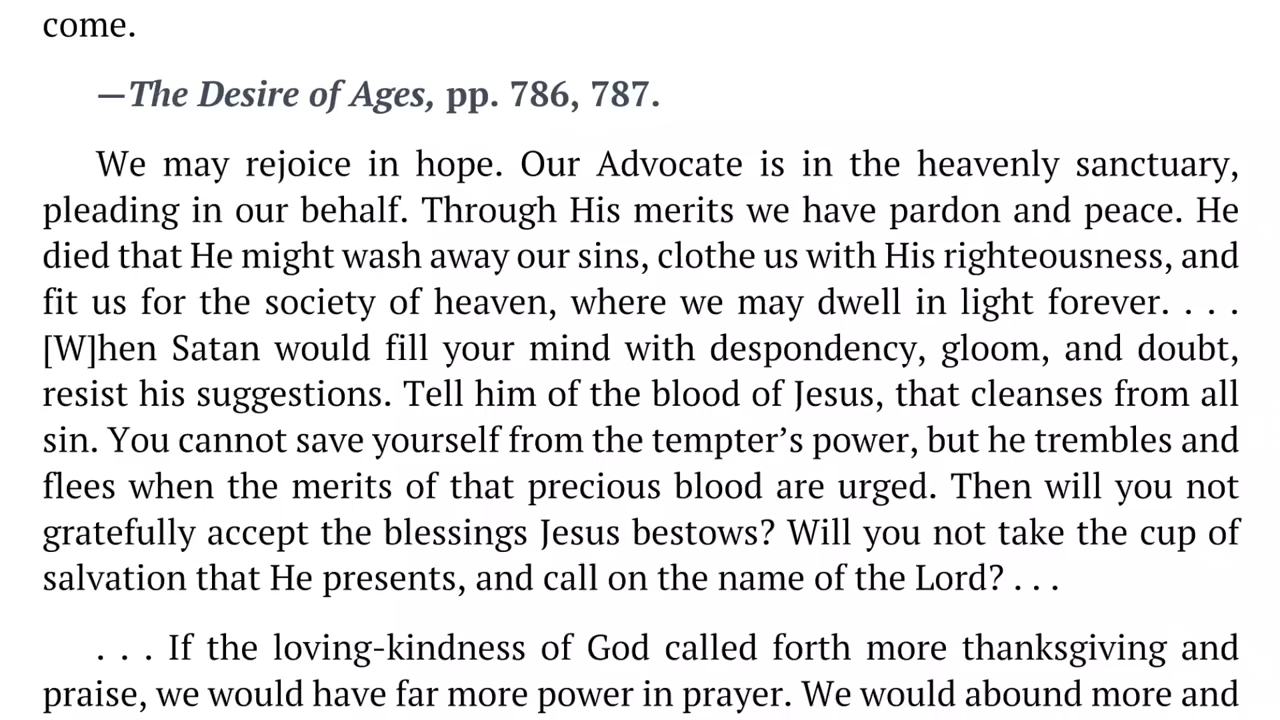 come.
—The Desire of Ages, pp. 786, 787.
We may rejoice in hope. Our Advocate is in the heavenly sanctuary,
pleading in our behalf. Through His merits we have pardon and peace. He
died that He might wash away our sins, clothe us with His righteousness, and
fit us for the society of heaven, where we may dwell in light forever. . . .
[W]hen Satan would fill your mind with despondency, gloom, and doubt,
resist his suggestions. Tell him of the blood of Jesus, that cleanses from all
sin. You cannot save yourself from the tempter’s power, but he trembles and
flees when the merits of that precious blood are urged. Then will you not
gratefully accept the blessings Jesus bestows? Will you not take the cup of
salvation that He presents, and call on the name of the Lord? . . .
. . . If the loving-kindness of God called forth more thanksgiving and
praise, we would have far more power in prayer. We would abound more and